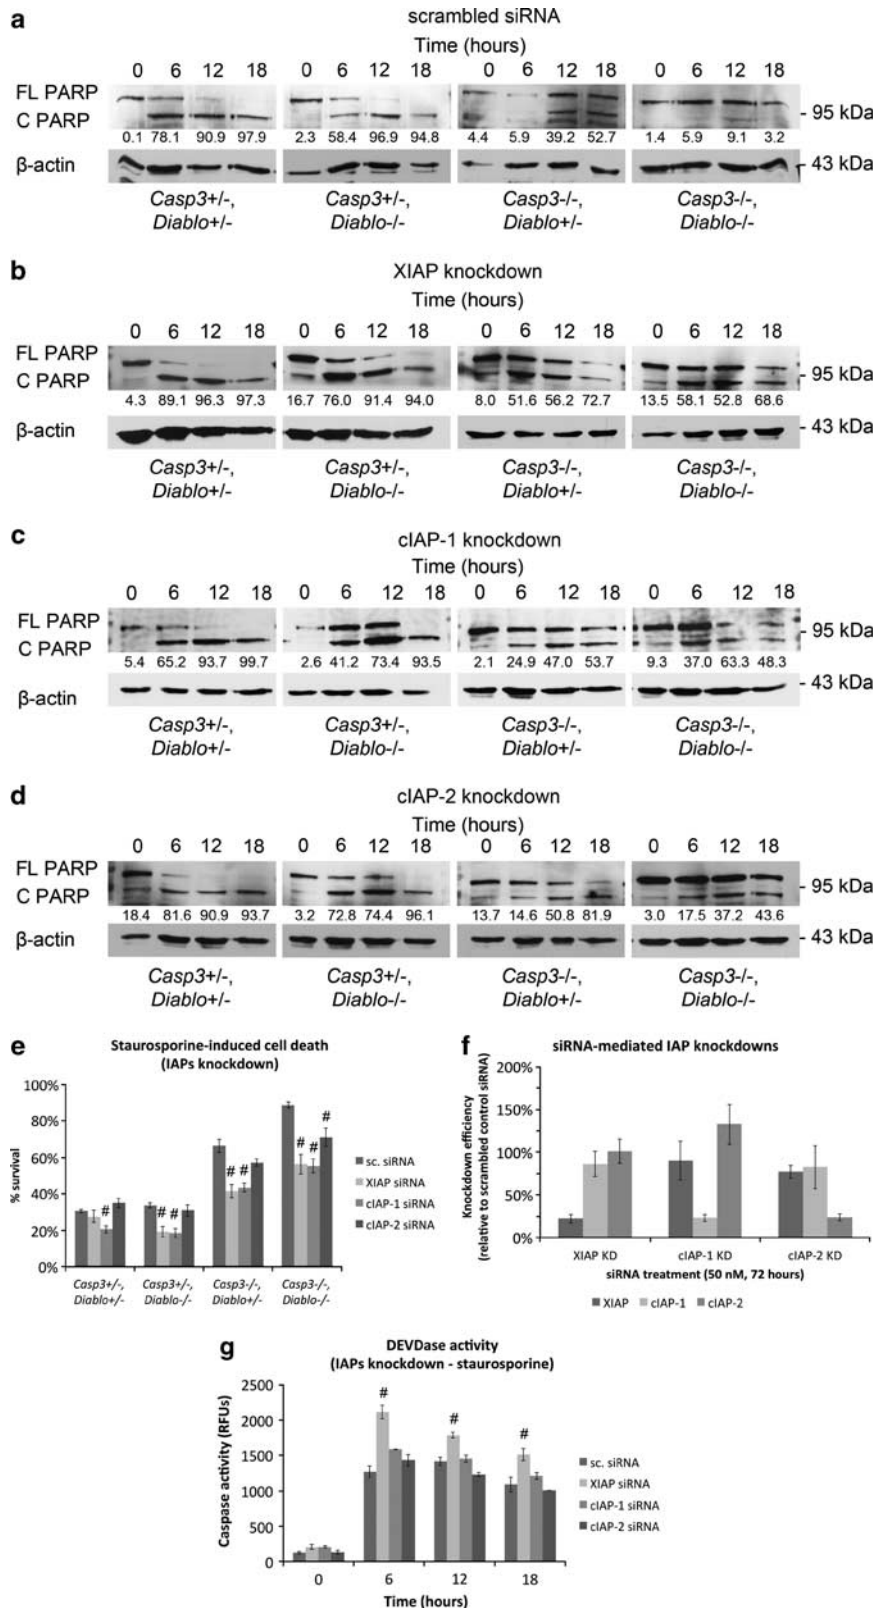 a
scrambled siRNA
Time (hours)
0 6 12 18 0 6 12 18 0 6 12 18 0 6 12 18
FL PARP
C PARP
- 95 kDa
0.1 78.1 90.9 97.9 2.3 58.4 96.9 94.8 4.4 5.9 39.2 52.7 1.4 5.9 9.1 3.2
β-actin
- 43 kDa
Casp3+/-, Casp3+/-, Casp3-/-, Casp3-/-,
Diablo+/- Diablo-/- Diablo+/- Diablo-/-
b
XIAP knockdown
Time (hours)
0 6 12 18 0 6 12 18 0 6 12 18 0 6 12 18
FL PARP
C PARP
- 95 kDa
4.3 89.1 96.3 97.3 16.7 76.0 91.4 94.0 8.0 51.6 56.2 72.7 13.5 58.1 52.8 68.6
β-actin
- 43 kDa
Casp3+/-, Casp3+/-, Casp3-/-, Casp3-/-,
Diablo+/- Diablo-/- Diablo+/- Diablo-/-
c
cIAP-1 knockdown
Time (hours)
0 6 12 18 0 6 12 18 0 6 12 18 0 6 12 18
FL PARP
C PARP
- 95 kDa
5.4 65.2 93.7 99.7 2.6 41.2 73.4 93.5 2.1 24.9 47.0 53.7 9.3 37.0 63.3 48.3
β-actin
- 43 kDa
Casp3+/-, Casp3+/-, Casp3-/-, Casp3-/-,
Diablo+/- Diablo-/- Diablo+/- Diablo-/-
d
cIAP-2 knockdown
Time (hours)
0 6 12 18 0 6 12 18 0 6 12 18 0 6 12 18
FL PARP
C PARP
- 95 kDa
18.4 81.6 90.9 93.7 3.2 72.8 74.4 96.1 13.7 14.6 50.8 81.9 3.0 17.5 37.2 43.6
β-actin
- 43 kDa
Casp3+/-, Casp3+/-, Casp3-/-, Casp3-/-,
Diablo+/- Diablo-/- Diablo+/- Diablo-/-
e
Staurosporine-induced cell death
(IAPs knockdown)
% survival
100%
80%
60%
40%
20%
0%
# # # # # # # #
Casp3+/-, Casp3+/-, Casp3-/-, Casp3-/-,
Diablo+/- Diablo-/- Diablo+/- Diablo-/-
sc. siRNA
XIAP siRNA
cIAP-1 siRNA
cIAP-2 siRNA
f
siRNA-mediated IAP knockdowns
Knockdown efficiency
(relative to scrambled control siRNA)
200%
150%
100%
50%
0%
XIAP KD cIAP-1 KD cIAP-2 KD
siRNA treatment (50 nM, 72 hours)
XIAP cIAP-1 cIAP-2
g
DEVDase activity
(IAPs knockdown - staurosporine)
Caspase activity (RFUs)
2500
2000
1500
1000
500
0
# # #
0 6 12 18
Time (hours)
sc. siRNA
XIAP siRNA
cIAP-1 siRNA
cIAP-2 siRNA